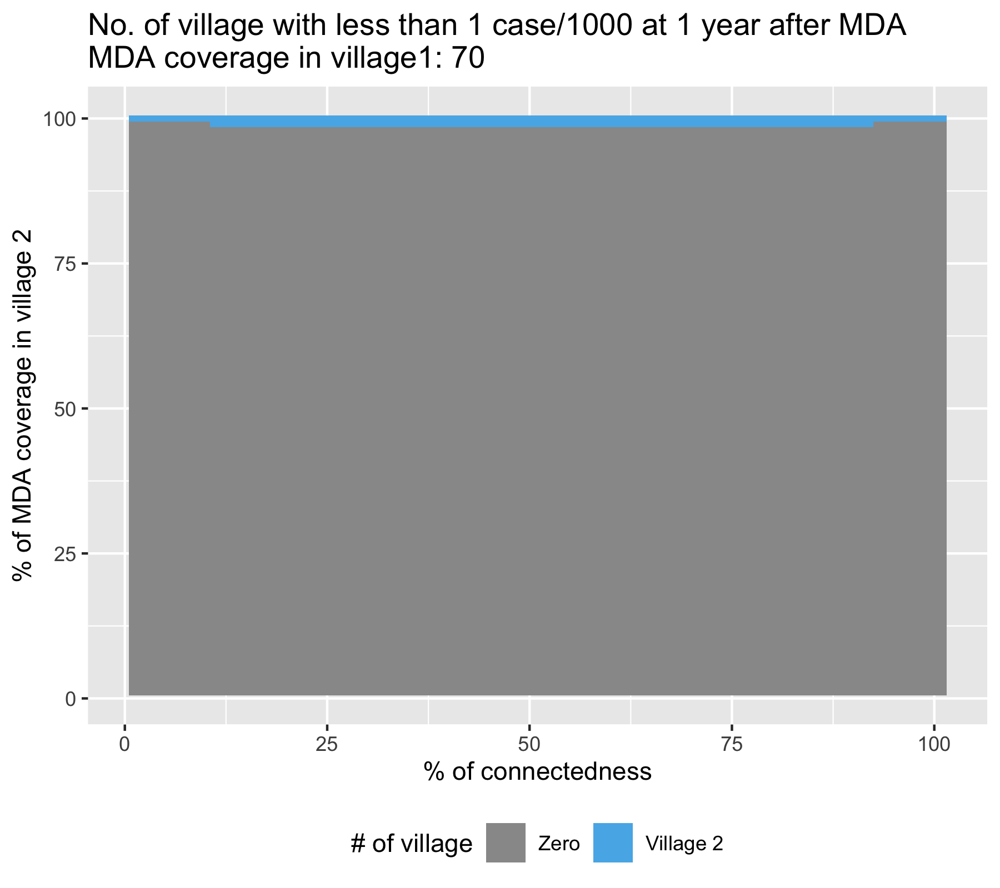 No. of village with less than 1 case/1000 at 1 year after MDA
MDA coverage in village1: 70
% of MDA coverage in village 2
100
75
50
25
0
0 25 50 75 100
% of connectedness
# of village Zero Village 2